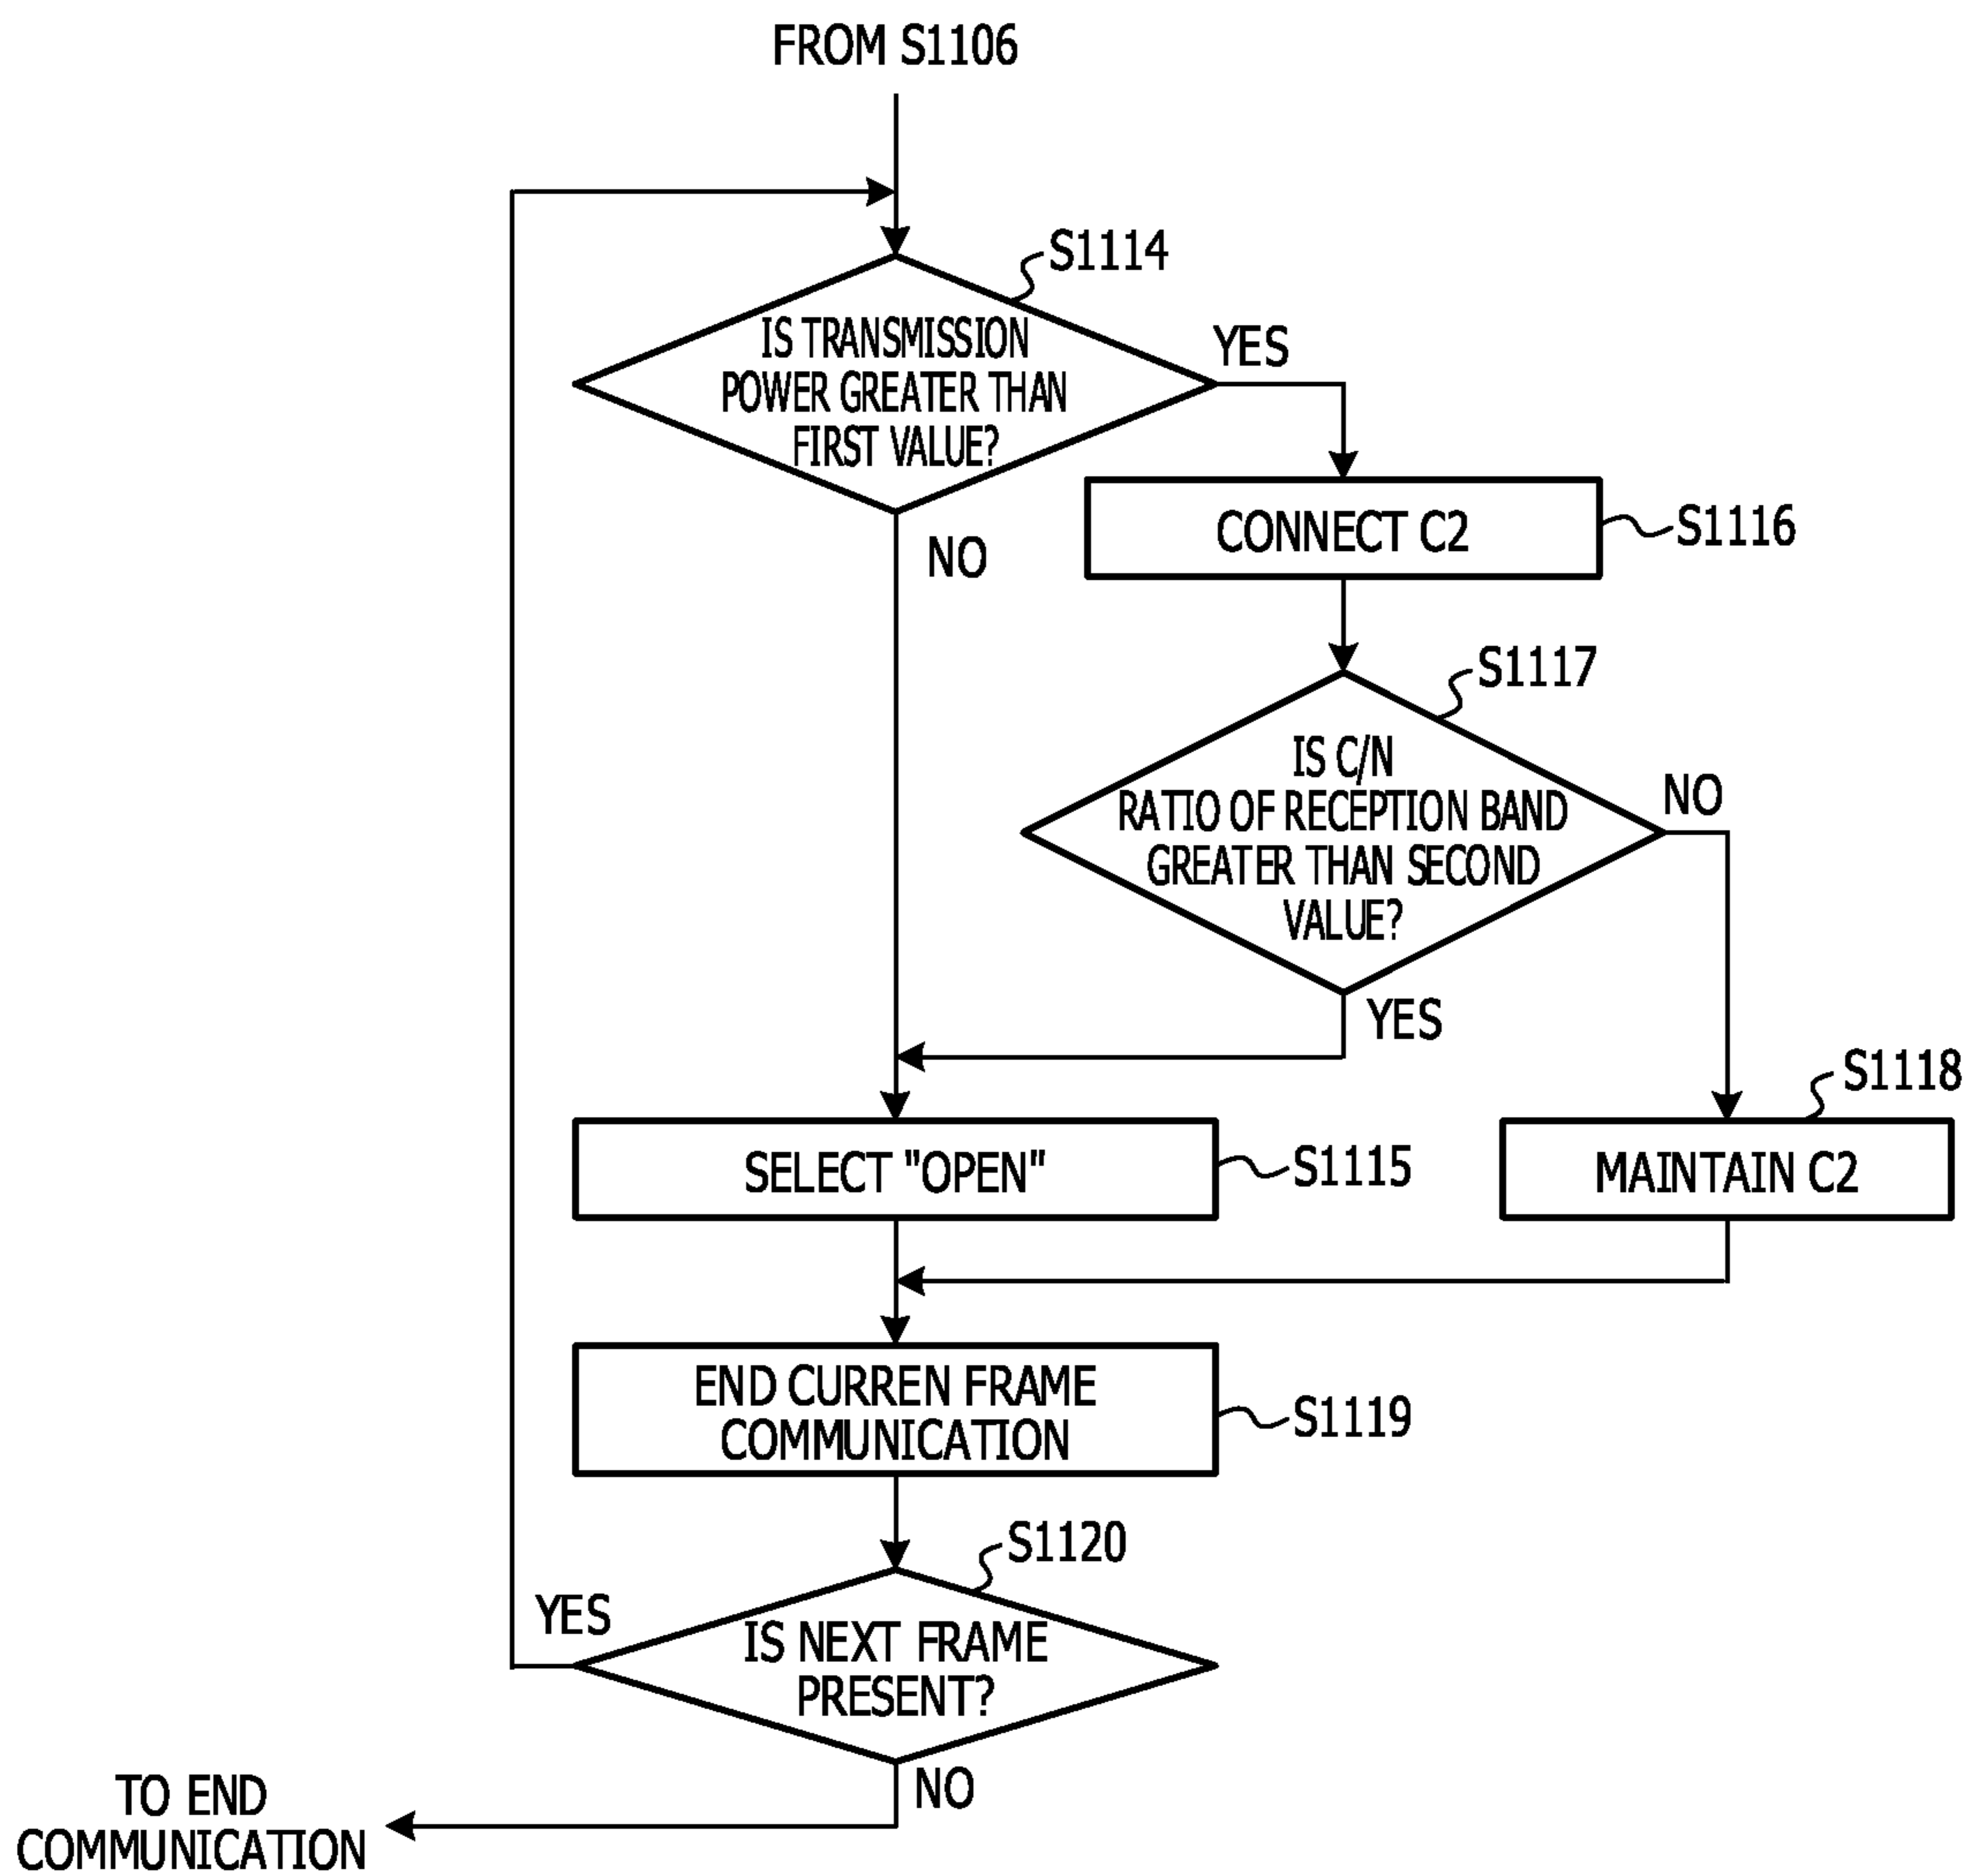 FROM S1106
S1114
IS TRANSMISSION
POWER GREATER THAN
FIRST VALUE?
YES
NO
CONNECT C2
S1116
S1117
IS C/N
RATIO OF RECEPTION BAND
GREATER THAN SECOND
VALUE?
NO
YES
S1118
SELECT "OPEN"
S1115
MAINTAIN C2
END CURREN FRAME
COMMUNICATION
S1119
S1120
YES
IS NEXT FRAME
PRESENT?
NO
TO END
COMMUNICATION